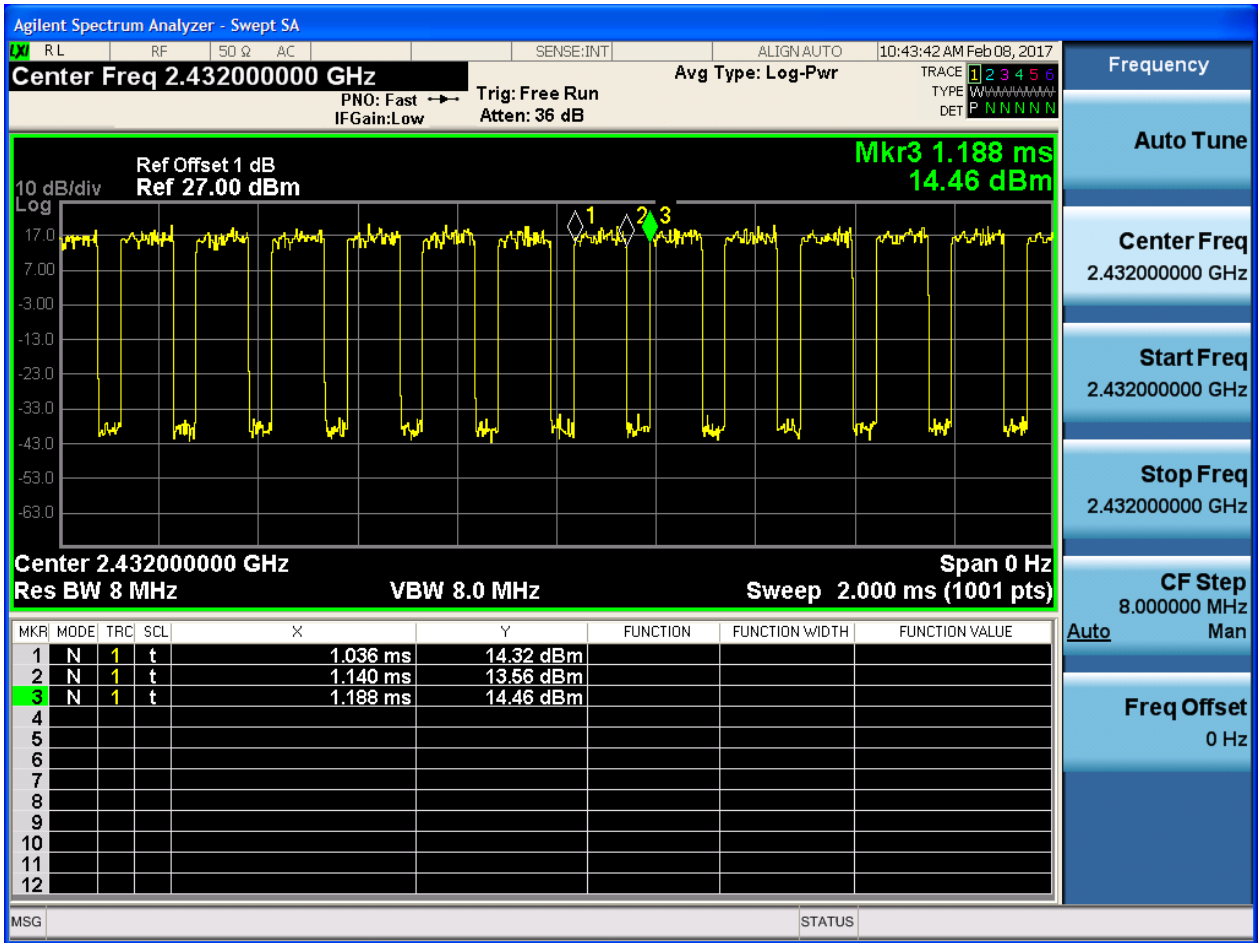 Agilent Spectrum Analyzer - Swept SA
LXI RL RF 50 Ω AC SENSE:INT ALIGN AUTO 10:43:42 AM Feb 08, 2017
Center Freq 2.432000000 GHz
PNO: Fast
IFGain:Low
Trig: Free Run
Atten: 36 dB
Avg Type: Log-Pwr
TRACE 1 2 3 4 5 6
TYPE
DET P N N N N N
Ref Offset 1 dB
10 dB/div Ref 27.00 dBm
Log
Mkr3 1.188 ms
14.46 dBm
1 2 3
17.0
7.00
-3.00
-13.0
-23.0
-33.0
-43.0
-53.0
-63.0
Center 2.432000000 GHz Span 0 Hz
Res BW 8 MHz VBW 8.0 MHz Sweep 2.000 ms (1001 pts)
MKR MODE TRC SCL X Y FUNCTION FUNCTION WIDTH FUNCTION VALUE
1 N 1 t 1.036 ms 14.32 dBm
2 N 1 t 1.140 ms 13.56 dBm
3 N 1 t 1.188 ms 14.46 dBm
4
5
6
7
8
9
10
11
12
MSG STATUS
Frequency
Auto Tune
Center Freq
2.432000000 GHz
Start Freq
2.432000000 GHz
Stop Freq
2.432000000 GHz
CF Step
8.000000 MHz
Auto Man
Freq Offset
0 Hz